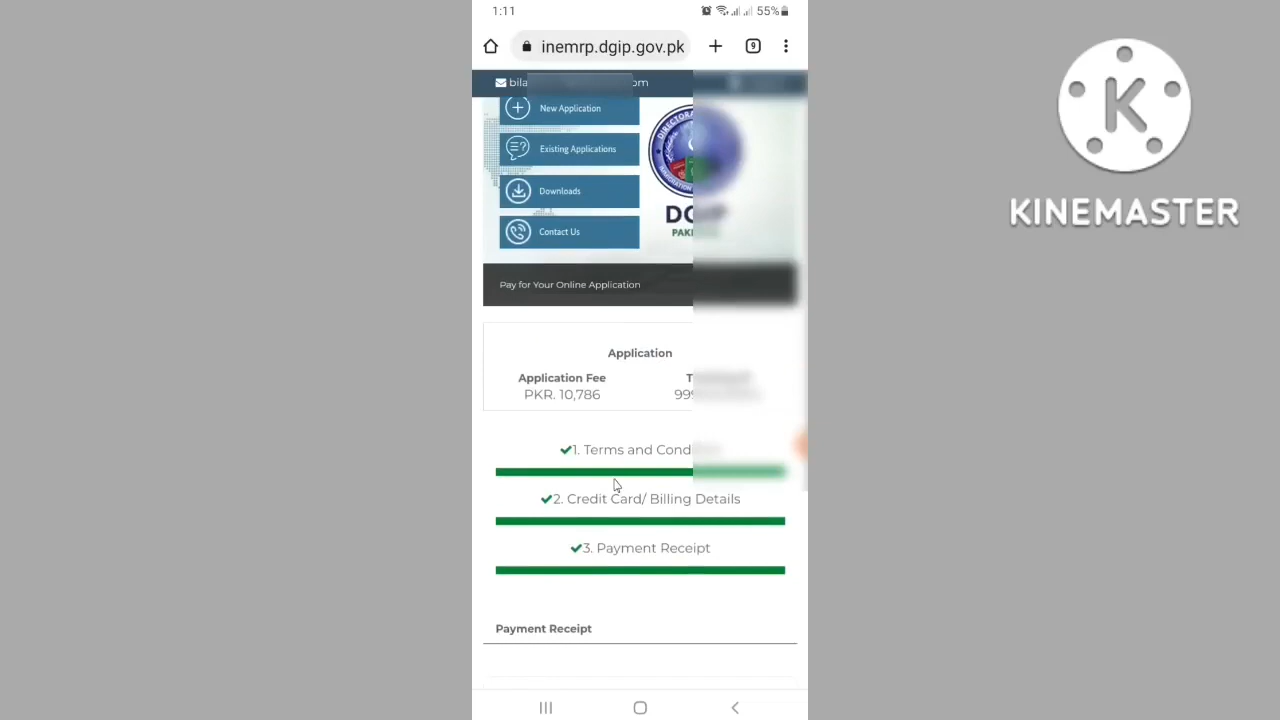 1:11 55%
inemrp.dgip.gov.pk 9
New Application
Existing Applications
Downloads
Contact Us
PAKI
Pay for Your Online Application
Application
Application Fee
PKR. 10,786
1. Terms and Cond
2. Credit Card/ Billing Details
3. Payment Receipt
Payment Receipt
K
KINEMASTER